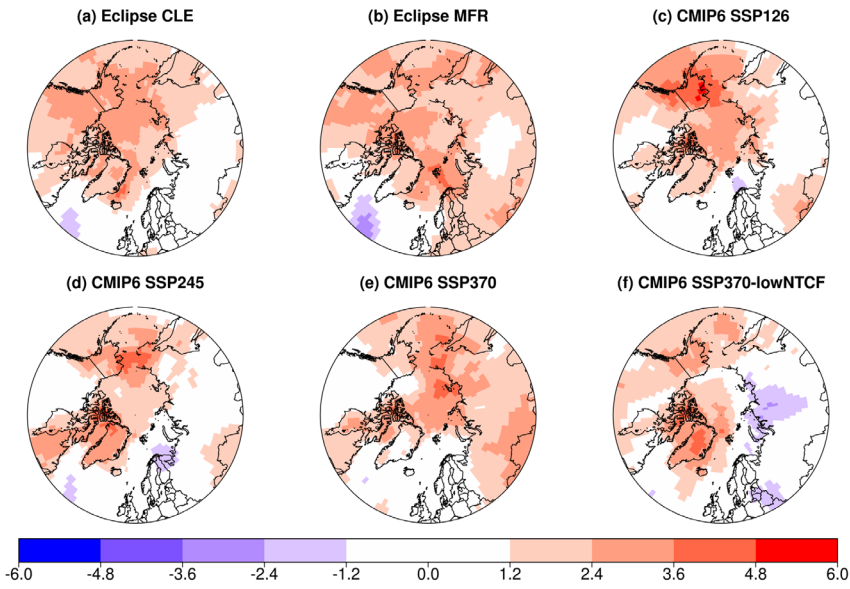 (a) Eclipse CLE
(b) Eclipse MFR
(c) CMIP6 SSP126
(d) CMIP6 SSP245
(e) CMIP6 SSP370
(f) CMIP6 SSP370-lowNTCF
-6.0 -4.8 -3.6 -2.4 -1.2 0.0 1.2 2.4 3.6 4.8 6.0